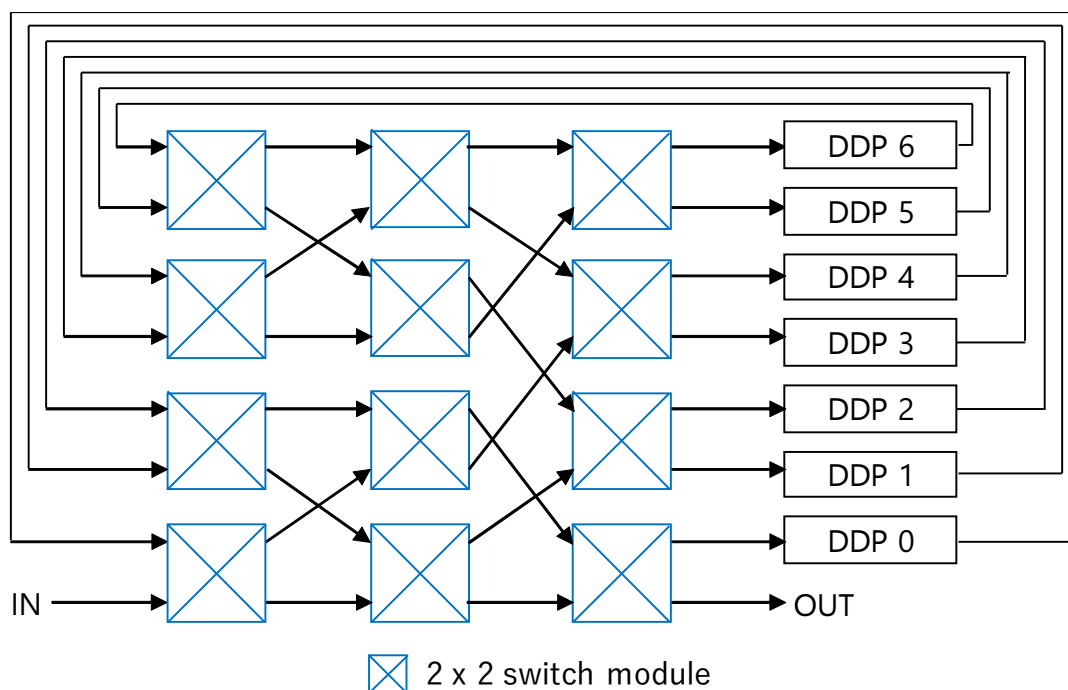 DDP 6
DDP 5
DDP 4
DDP 3
DDP 2
DDP 1
DDP 0
IN
OUT
2 x 2 switch module